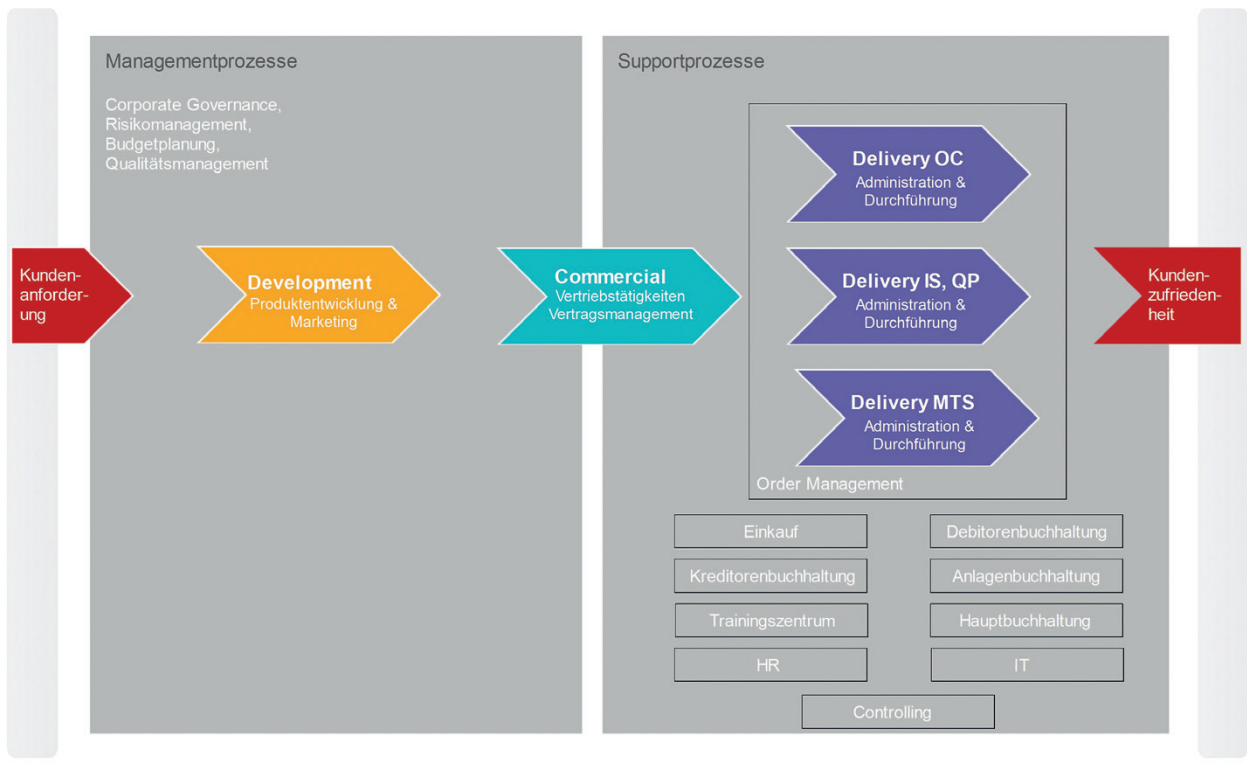 Managementprozesse
Corporate Governance,
Risikomanagement,
Budgetplanung,
Qualitätsmanagement
Kunden-
anforder-
ung
Development
Produktentwicklung &
Marketing
Commercial
Vertriebstätigkeiten
Vertragsmanagement
Supportprozesse
Delivery OC
Administration &
Durchführung
Delivery IS, QP
Administration &
Durchführung
Delivery MTS
Administration &
Durchführung
Order Management
Kunden-
zufrieden-
heit
Einkauf
Debitorenbuchhaltung
Kreditorenbuchhaltung
Anlagenbuchhaltung
Trainingszentrum
Hauptbuchhaltung
HR
IT
Controlling